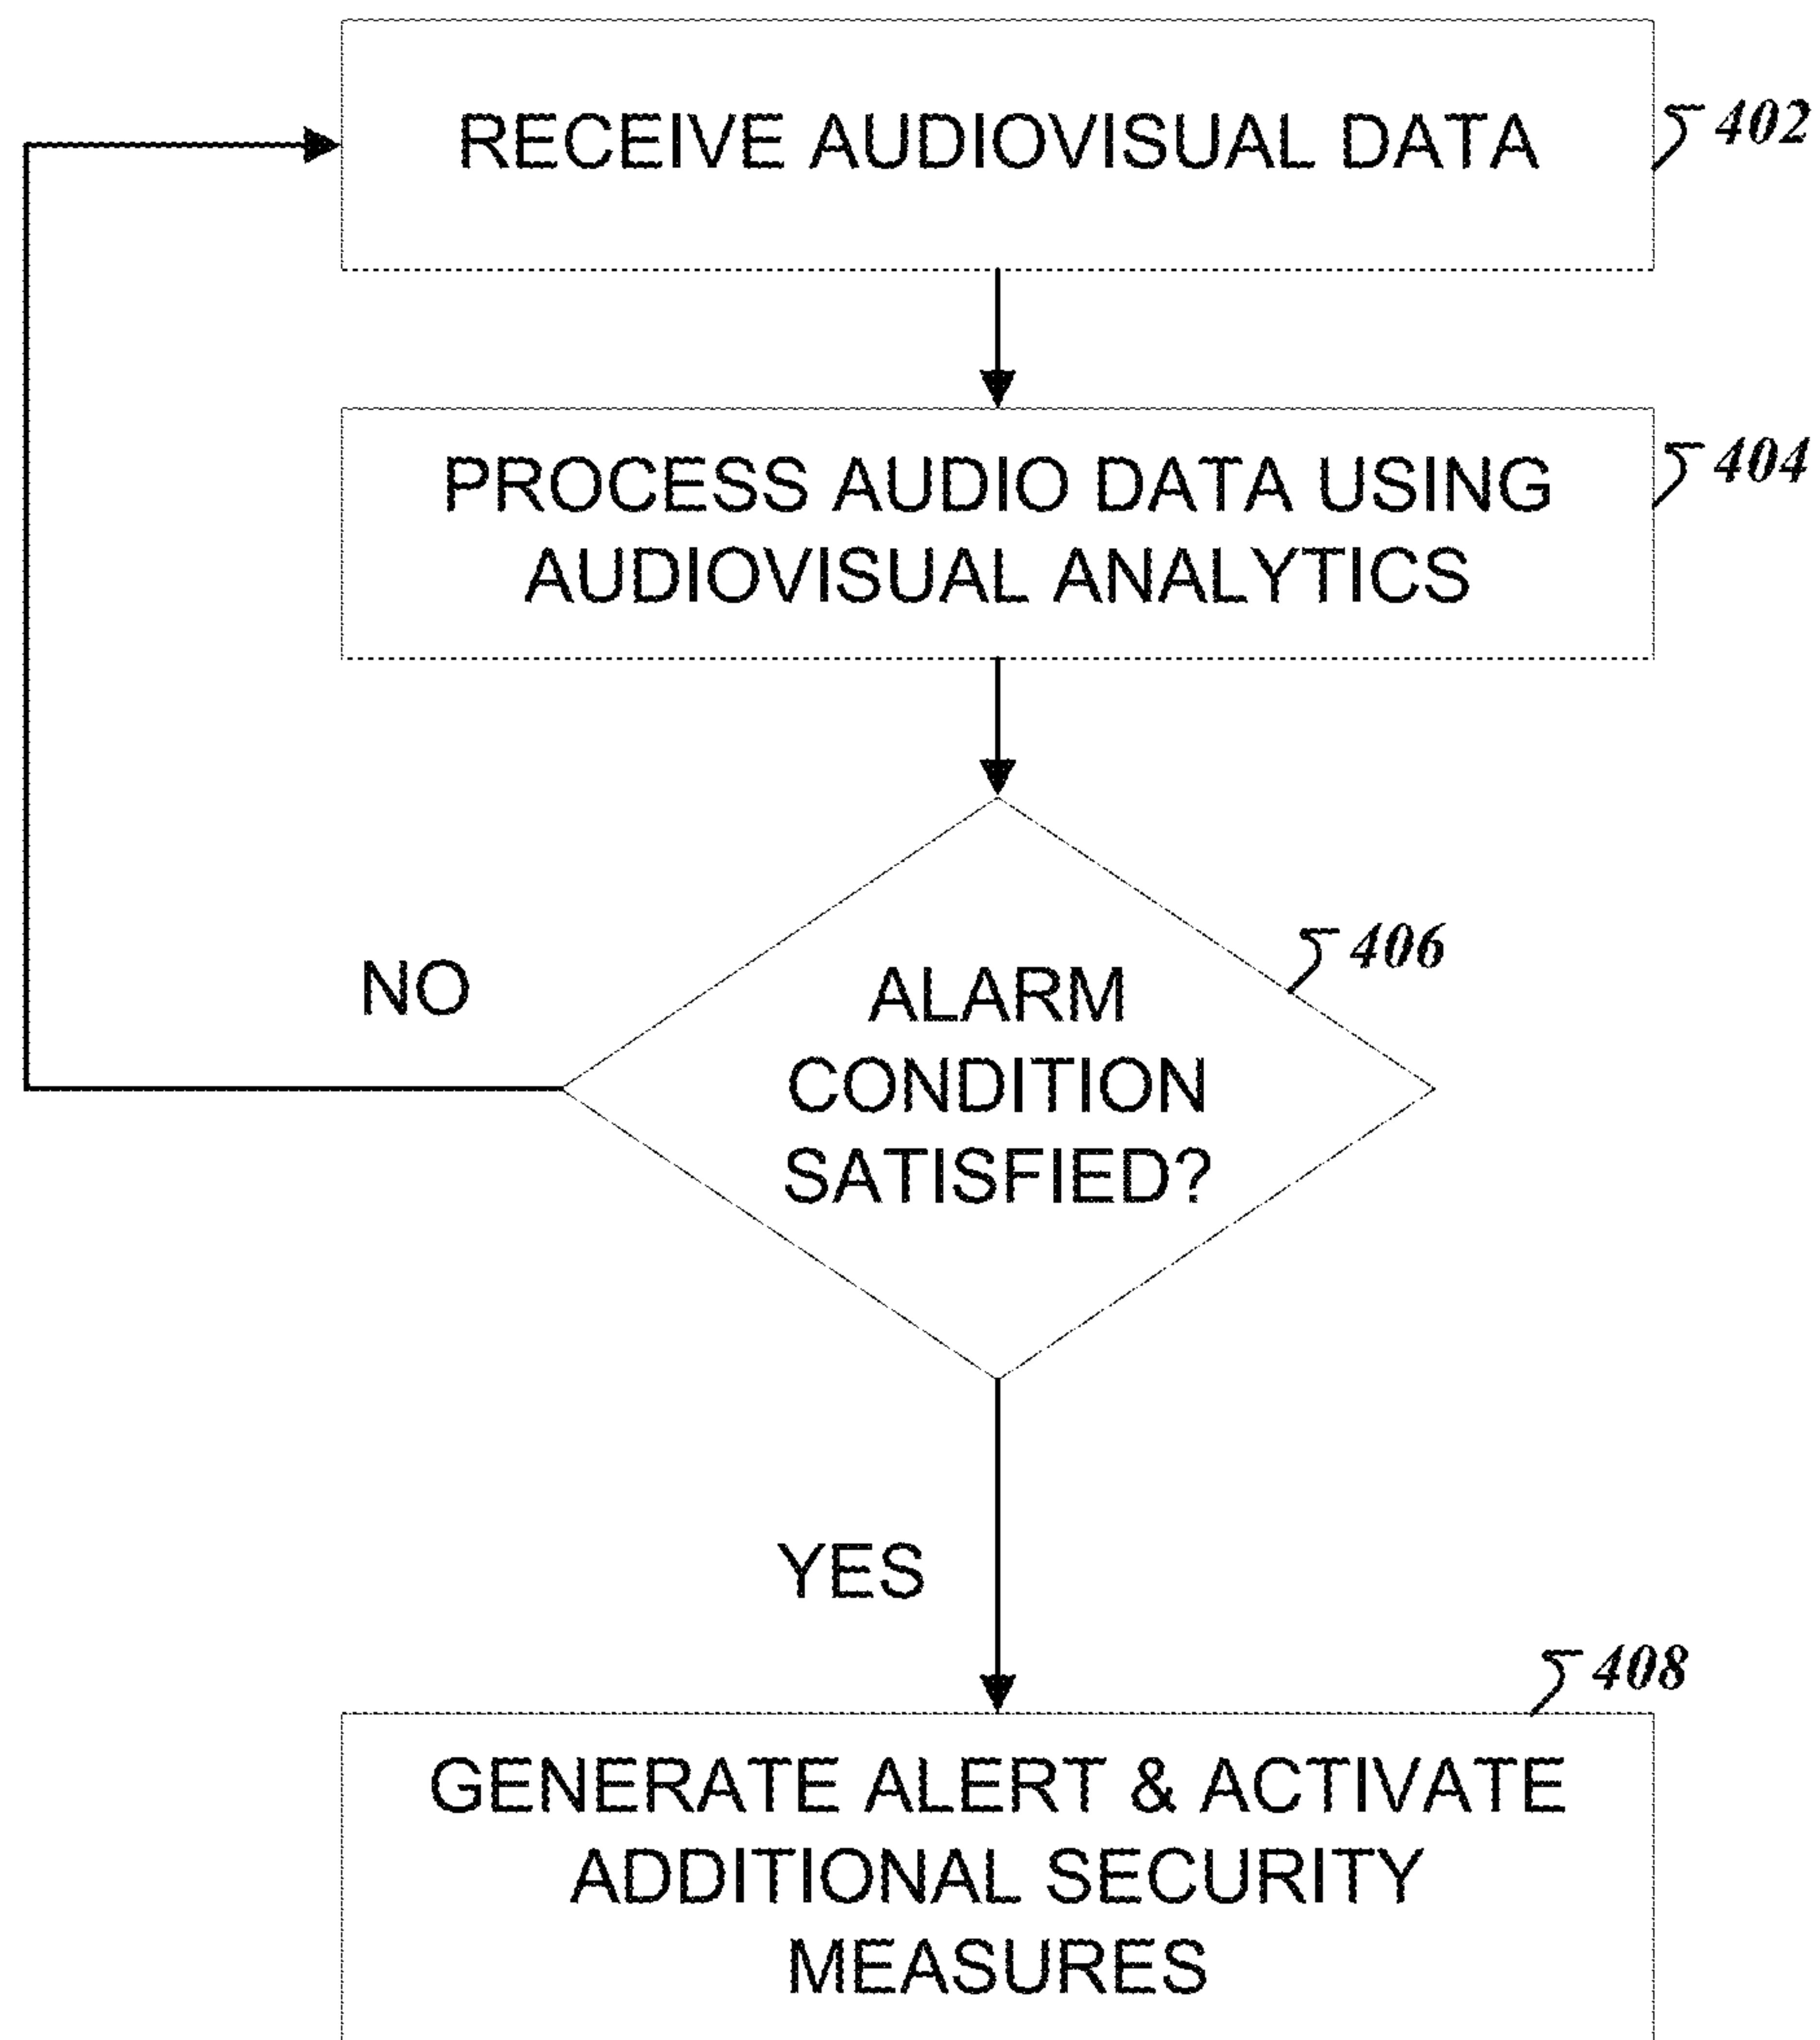 RECEIVE AUDIOVISUAL DATA
402
PROCESS AUDIO DATA USING
AUDIOVISUAL ANALYTICS
404
ALARM
CONDITION
SATISFIED?
406
NO
YES
408
GENERATE ALERT & ACTIVATE
ADDITIONAL SECURITY
MEASURES